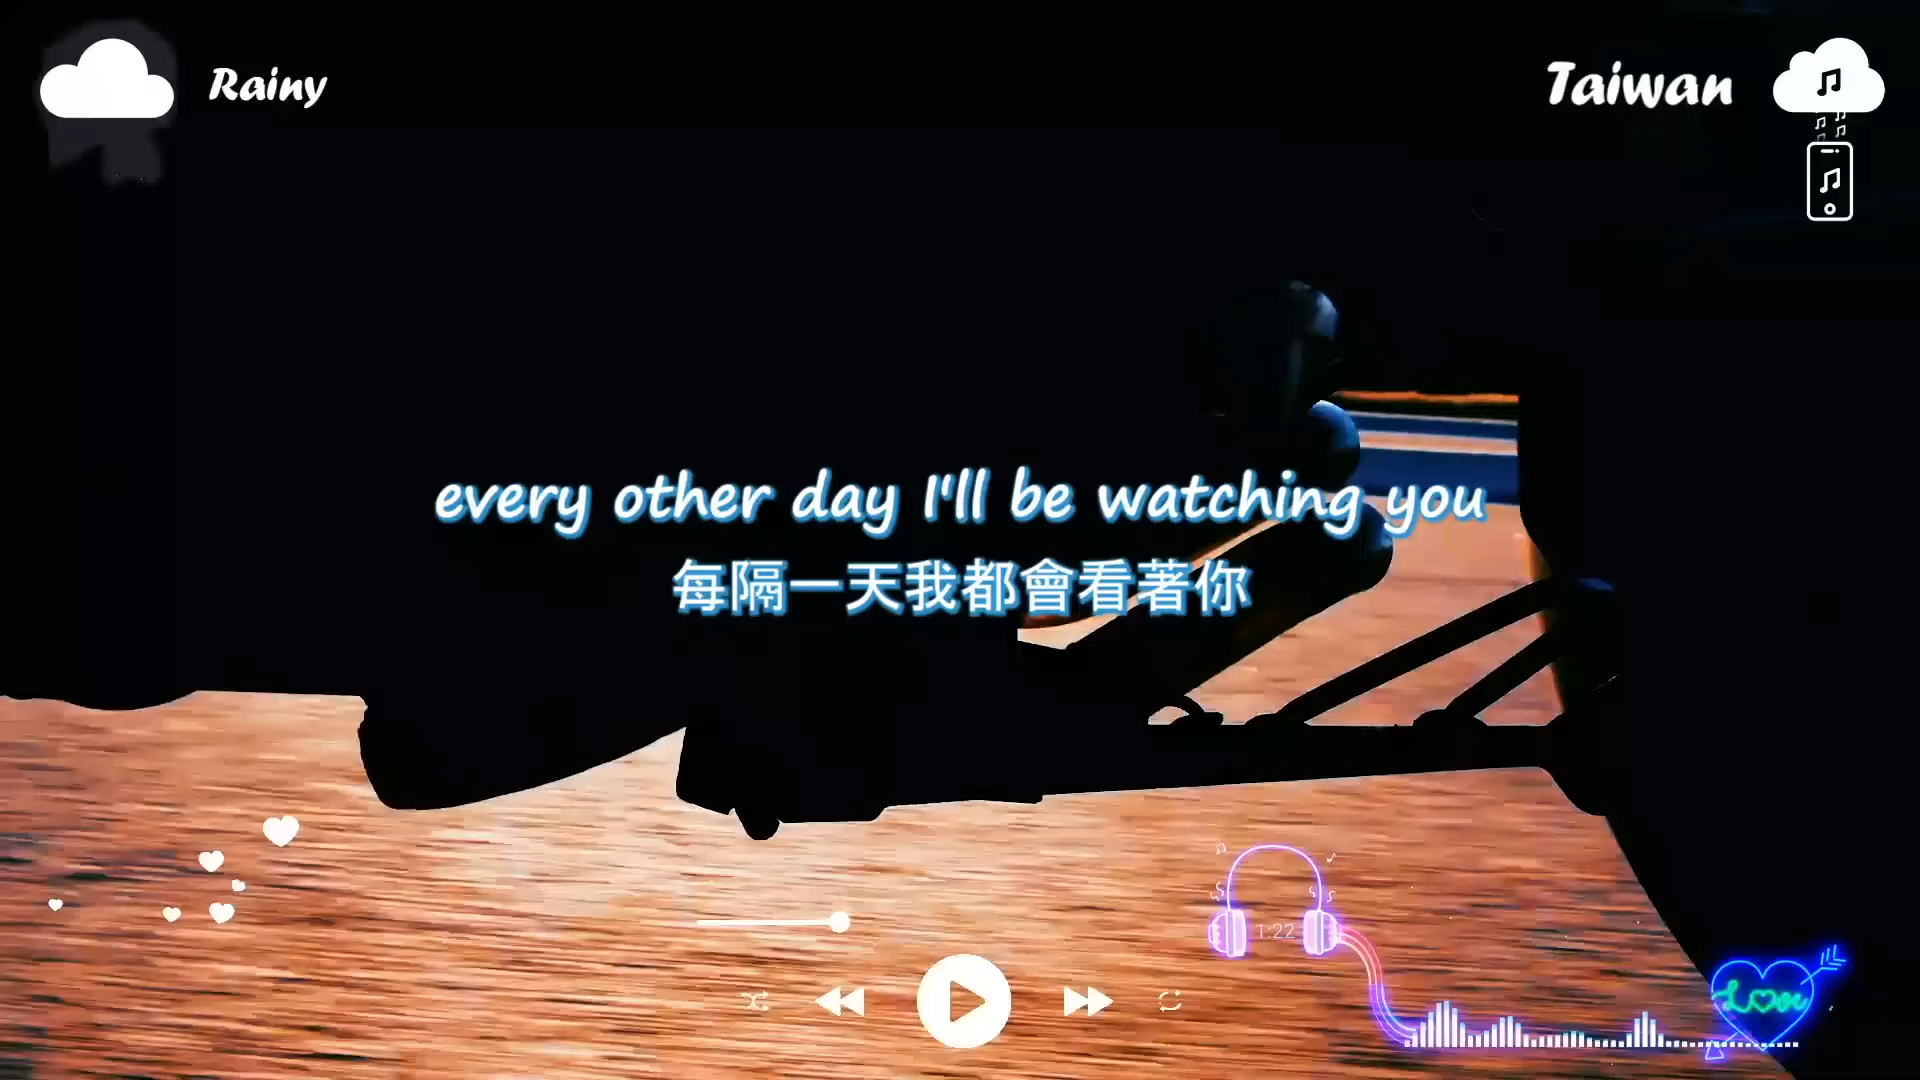 Rainy
Taiwan
every other day I'll be watching you
每隔一天我都會看著你
1:22
Love